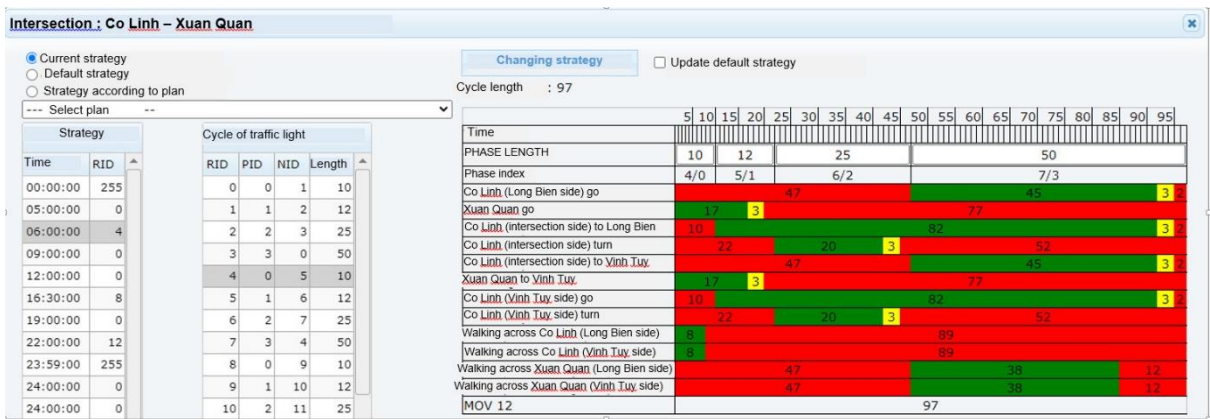 Intersection : Co Linh – Xuan Quan
x
Current strategy
Default strategy
Strategy according to plan
--- Select plan --
Changing strategy
Update default strategy
Cycle length : 97
Strategy
Time RID
00:00:00 255
05:00:00 0
06:00:00 4
09:00:00 0
12:00:00 0
16:30:00 8
19:00:00 0
22:00:00 12
23:59:00 255
24:00:00 0
24:00:00 0
Cycle of traffic light
RID PID NID Length
0 0 1 10
1 1 2 12
2 2 3 25
3 3 0 50
4 0 5 10
5 1 6 12
6 2 7 25
7 3 4 50
8 0 9 10
9 1 10 12
10 2 11 25
5 10 15 20 25 30 35 40 45 50 55 60 65 70 75 80 85 90 95
Time
PHASE LENGTH 10 12 25 50
Phase index 4/0 5/1 6/2 7/3
Co Linh (Long Bien side) go 47 45 3 2
Xuan Quan go 17 3 77
Co Linh (intersection side) to Long Bien 10 82 3 2
Co Linh (intersection side) turn 22 20 3 52
Co Linh (intersection side) to Vinh Tuy 47 45 3 2
Xuan Quan to Vinh Tuy 17 3 77
Co Linh (Vinh Tuy side) go 10 82 3 2
Co Linh (Vinh Tuy side) turn 22 20 3 52
Walking across Co Linh (Long Bien side) 8 89
Walking across Co Linh (Vinh Tuy side) 8 89
Walking across Xuan Quan (Long Bien side) 47 38 12
Walking across Xuan Quan (Vinh Tuy side) 47 38 12
MOV 12 97